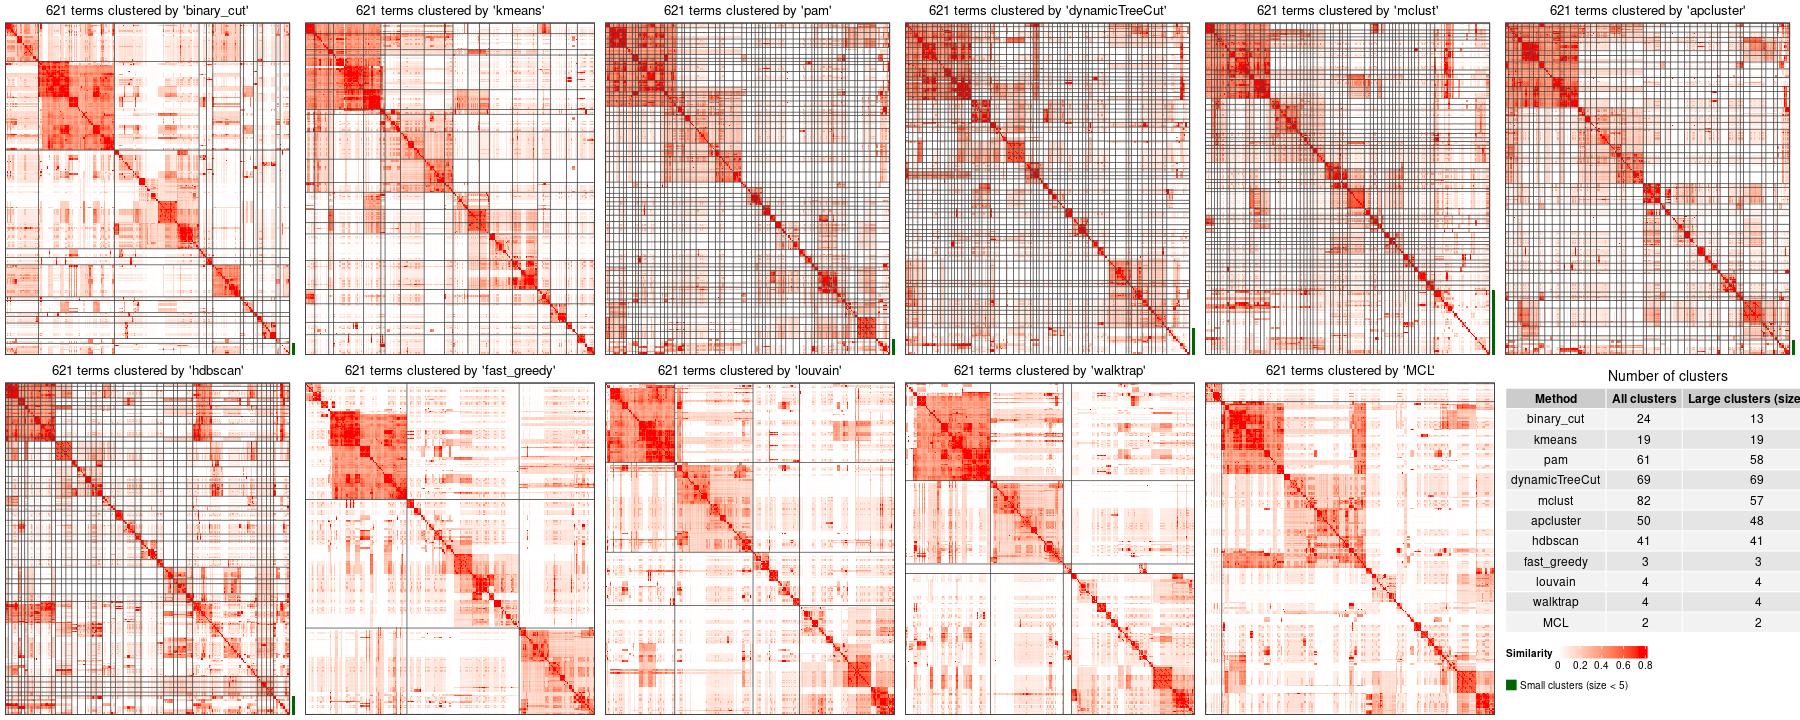 621 terms clustered by 'binary_cut'
621 terms clustered by 'kmeans'
621 terms clustered by 'pam'
621 terms clustered by 'dynamicTreeCut'
621 terms clustered by 'mclust'
621 terms clustered by 'apcluster'
621 terms clustered by 'hdbscan'
621 terms clustered by 'fast_greedy'
621 terms clustered by 'louvain'
621 terms clustered by 'walktrap'
621 terms clustered by 'MCL'
Number of clusters
Method All clusters Large clusters (size
binary_cut 24 13
kmeans 19 19
pam 61 58
dynamicTreeCut 69 69
mclust 82 57
apcluster 50 48
hdbscan 41 41
fast_greedy 3 3
louvain 4 4
walktrap 4 4
MCL 2 2
Similarity
0 0.2 0.4 0.6 0.8
Small clusters (size < 5)